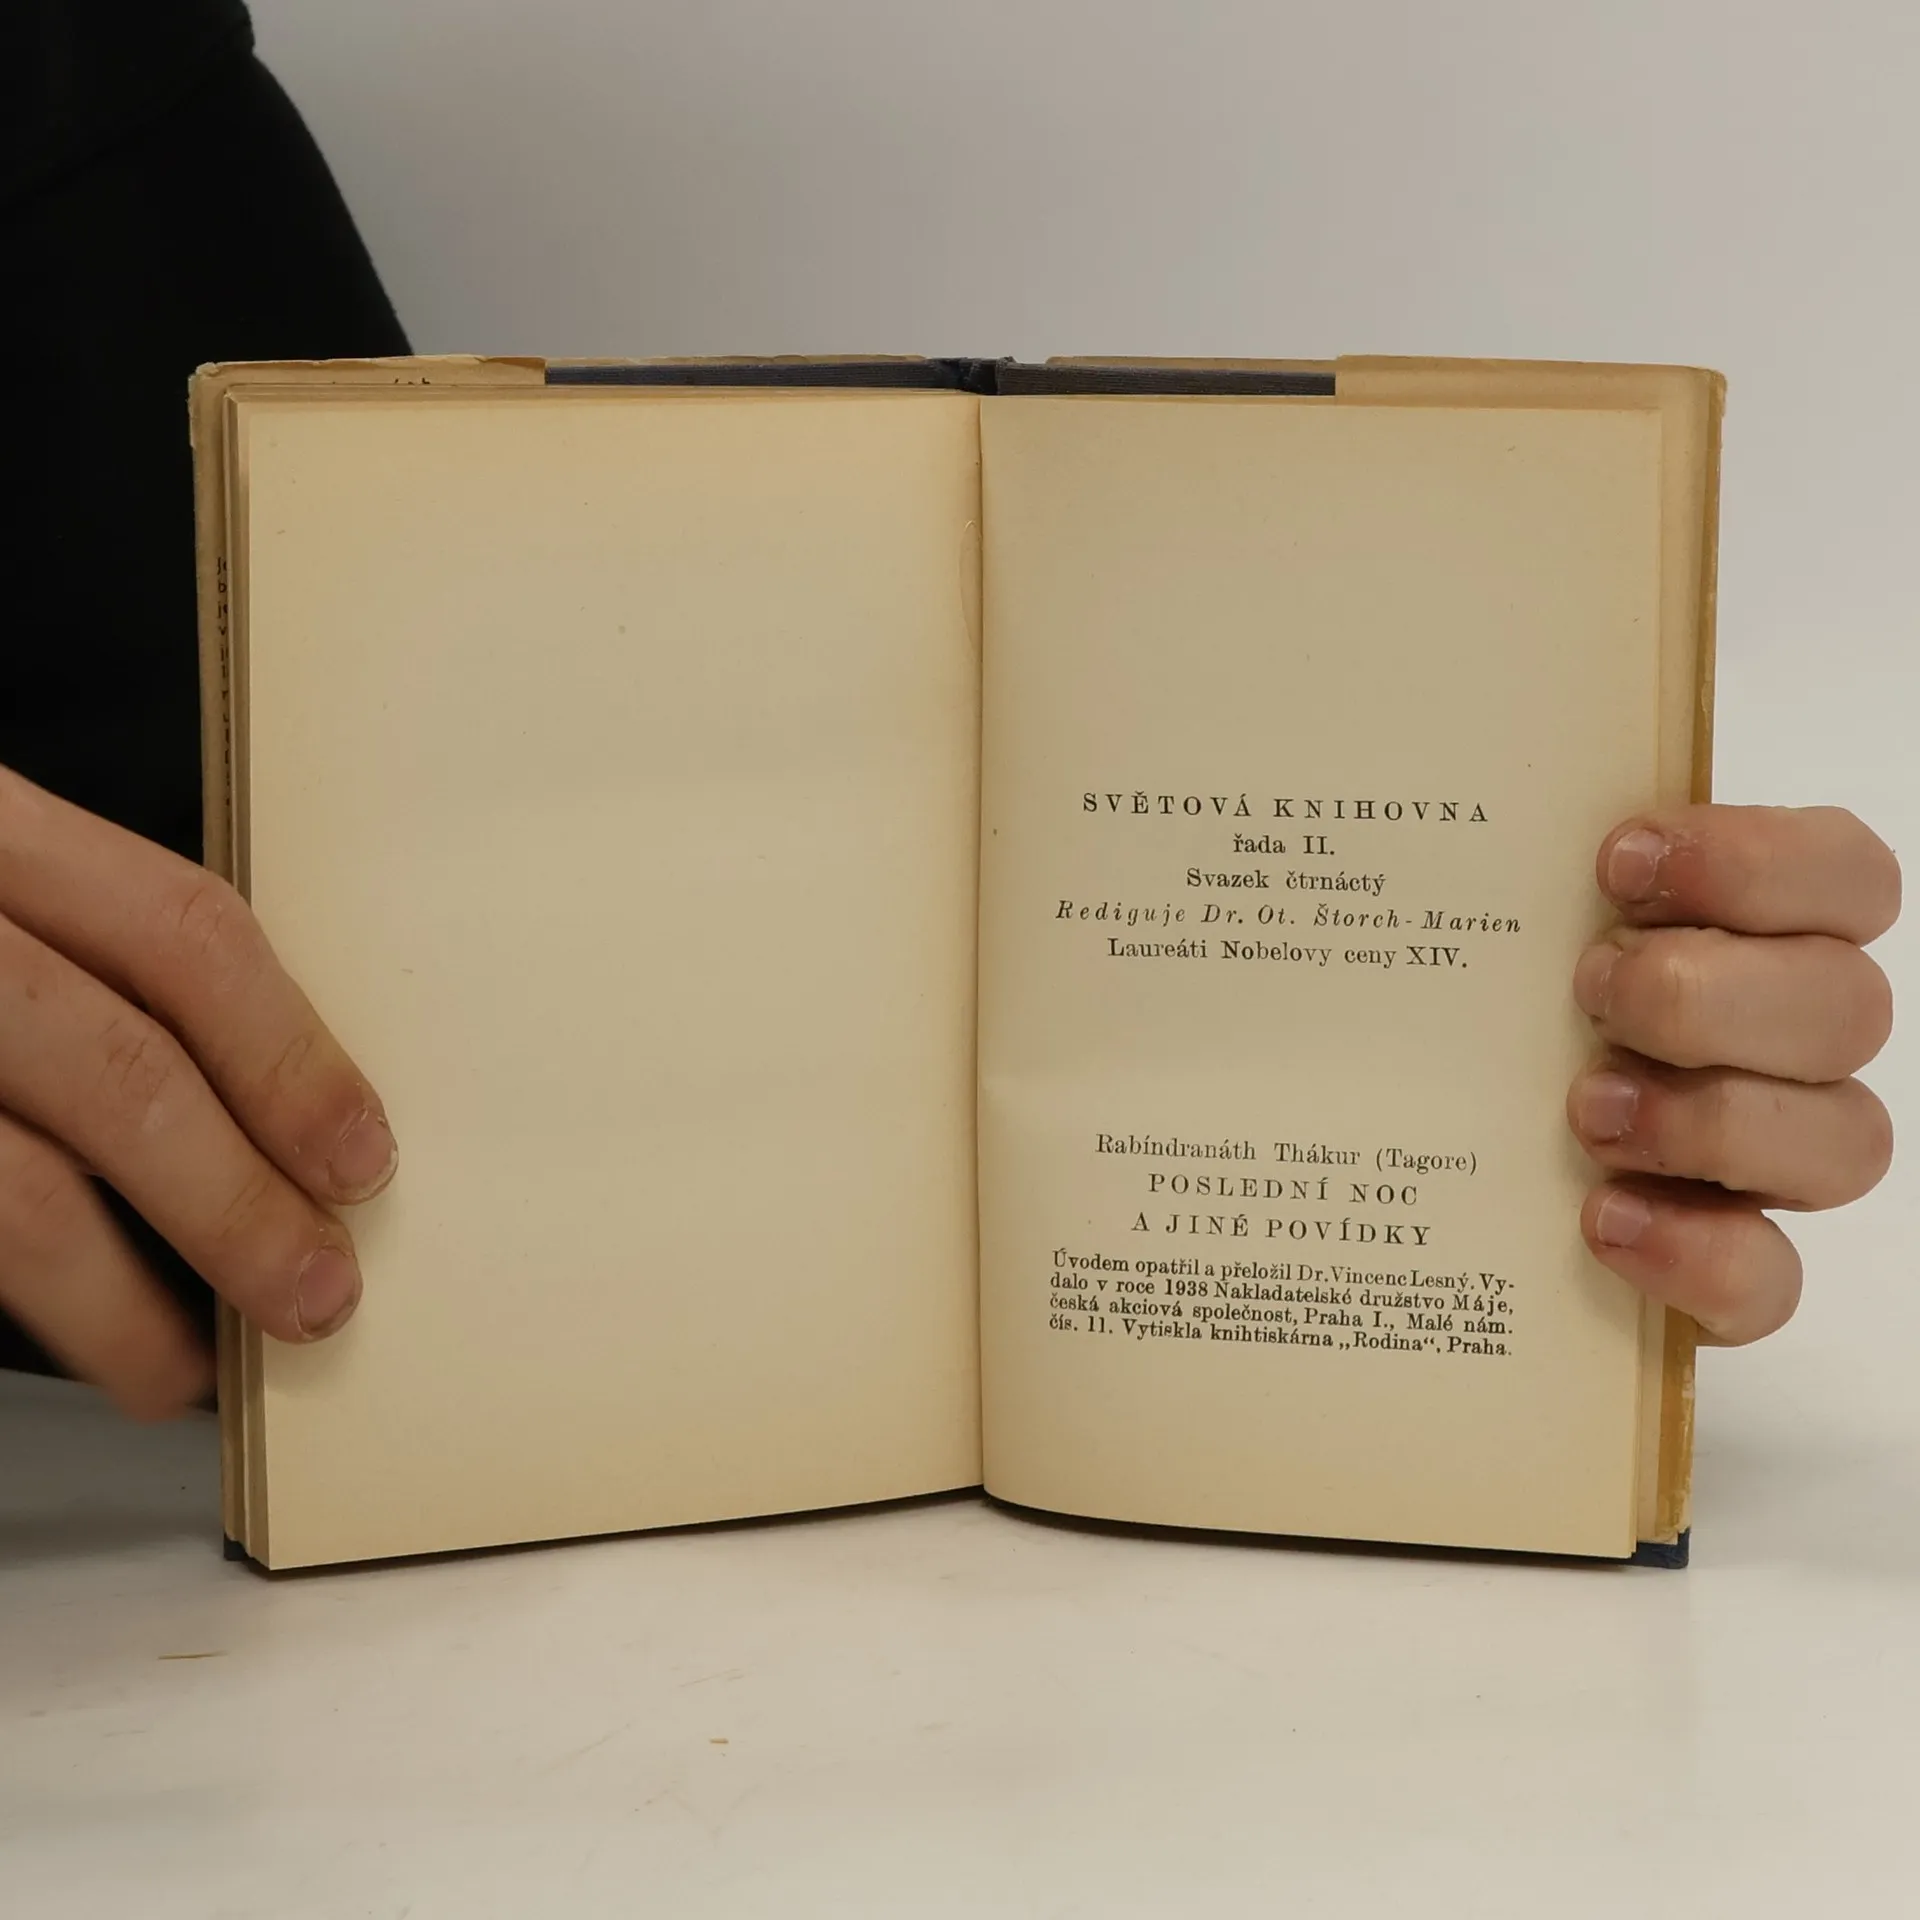 SVĚTOVÁ KNIHOVNA
řada II.
Svazek čtrnáctý
Rediguje Dr. Ot. Štorch-Marien
Laureáti Nobelovy ceny XIV.
Rabíndranáth Thákur (Tagore)
POSLEDNÍ NOC
A JINÉ POVÍDKY
Úvodem opatřil a přeložil Dr. Vincenc Lesný. Vy-
dalo v roce 1938 Nakladatelské družstvo Máje,
česká akciová společnost, Praha I., Malé nám.
čís. 11. Vytiskla knihtiskárna „Rodina“, Praha.